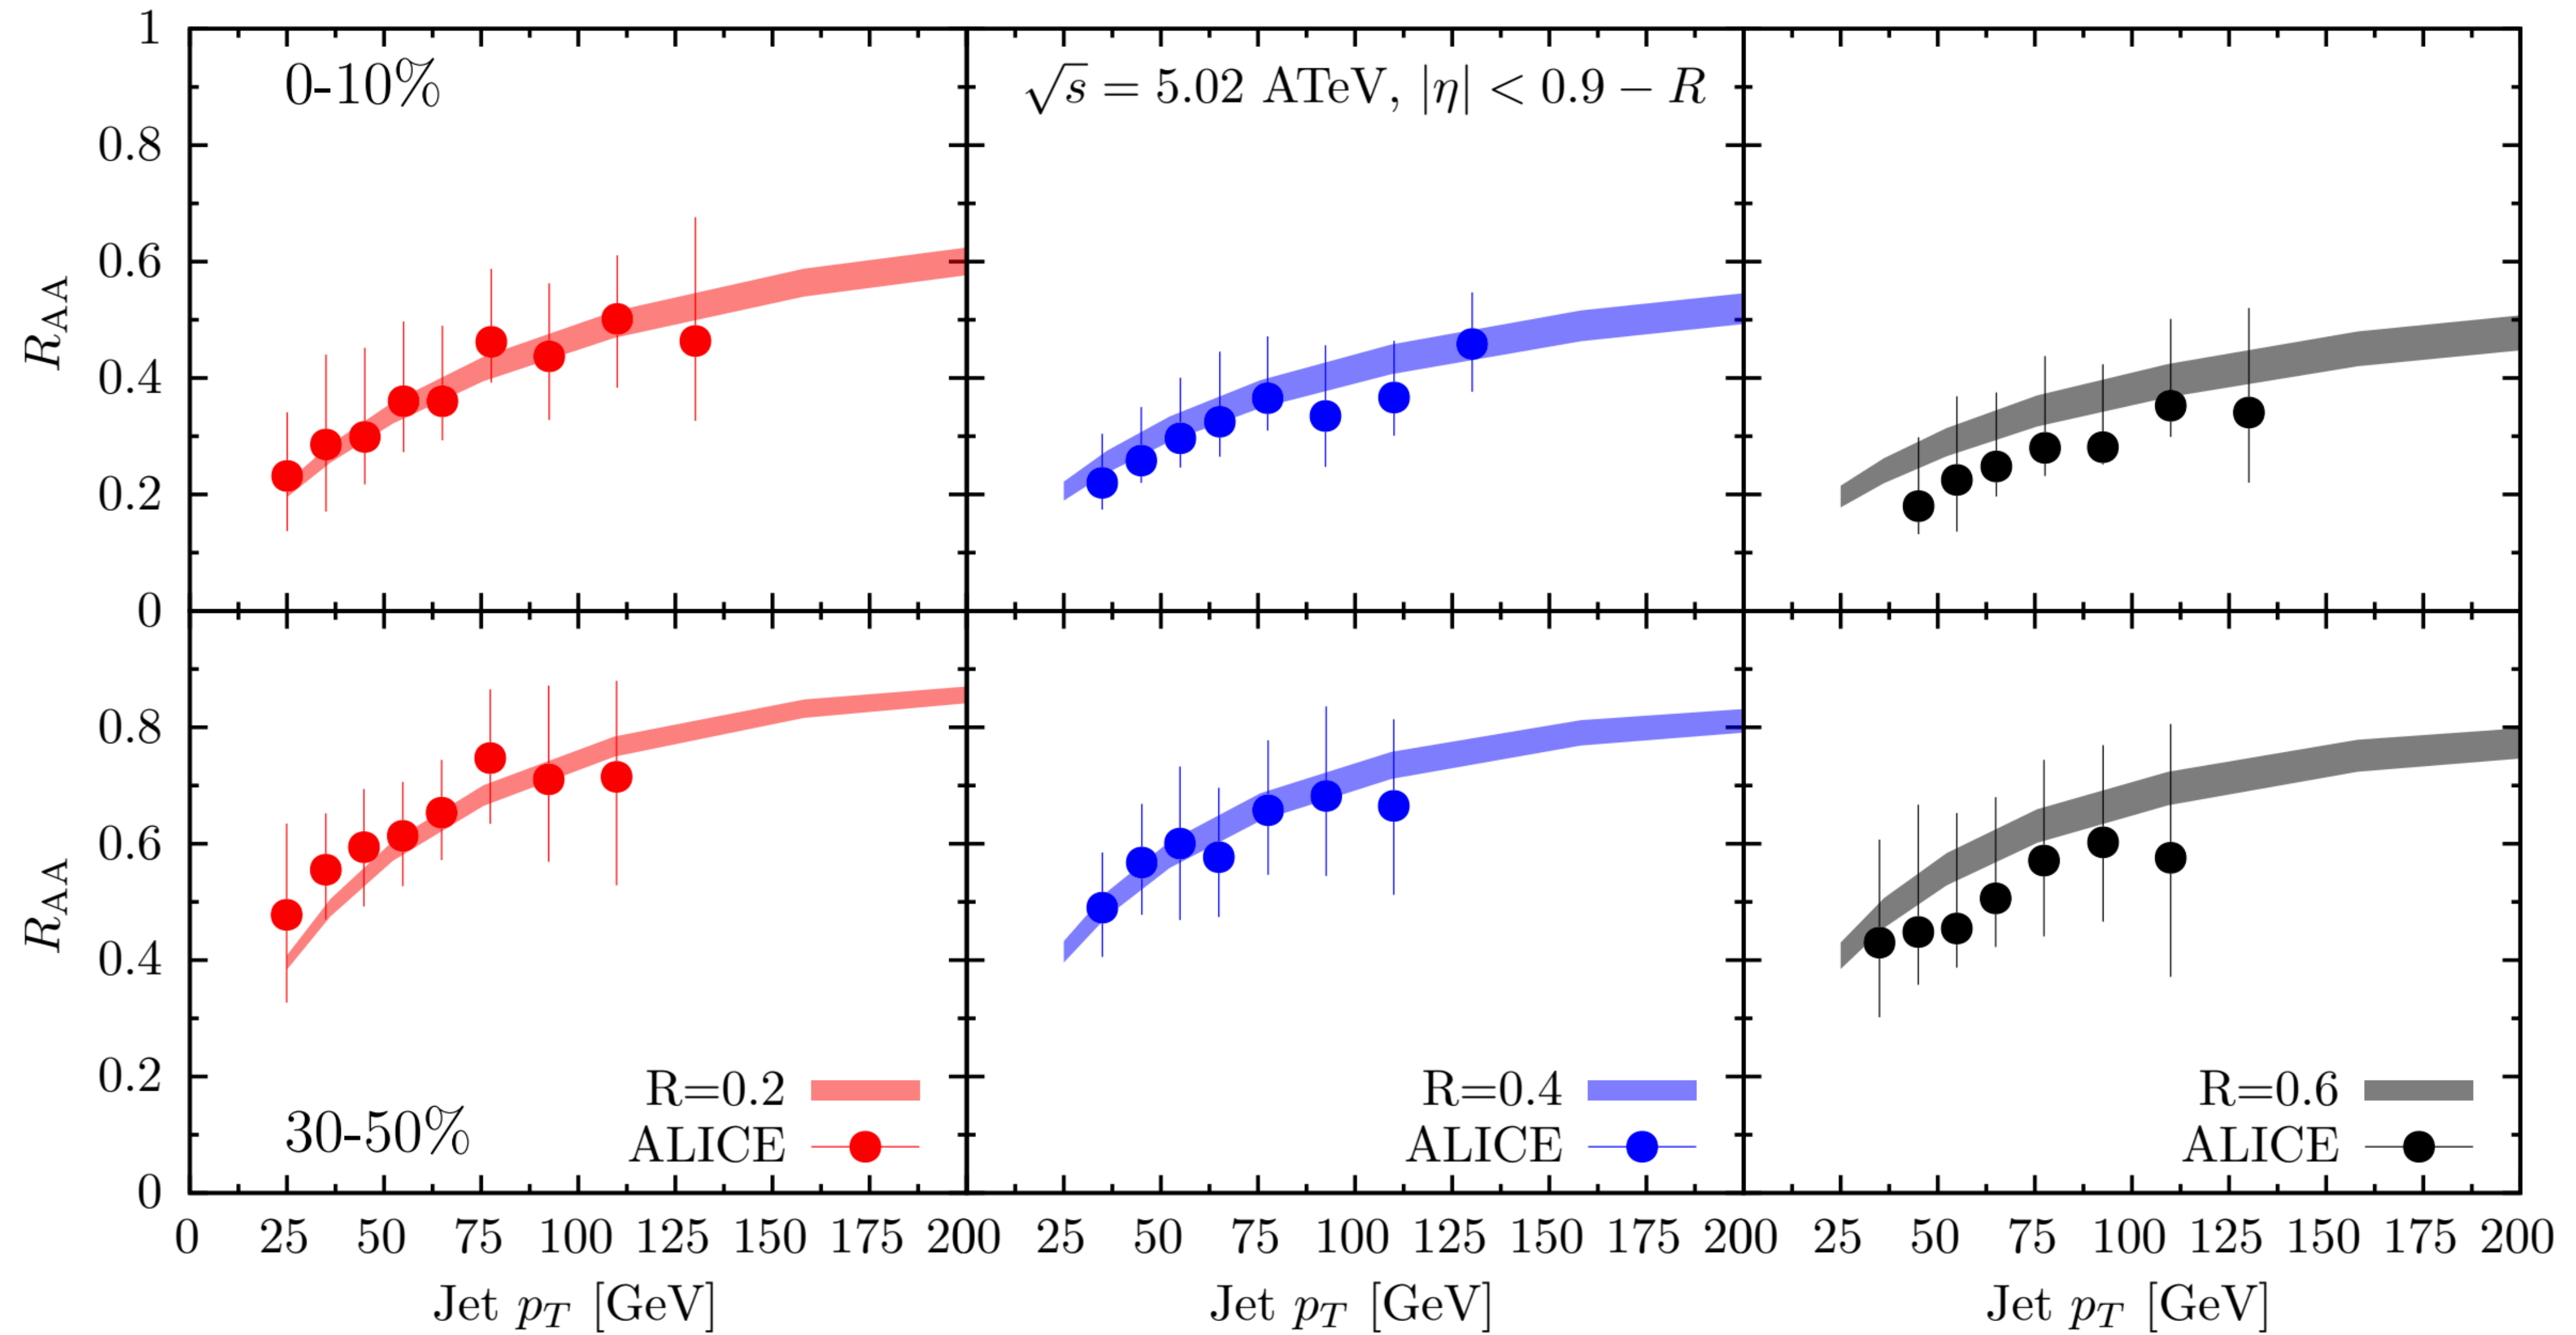 1
0-10%
√s = 5.02 ATeV, |η| < 0.9 − R
0.8
0.6
R_AA
0.4
0.2
0
0.8
0.6
R_AA
0.4
0.2
R=0.2
R=0.4
R=0.6
30-50%
ALICE
ALICE
ALICE
0
0 25 50 75 100 125 150 175 200 25 50 75 100 125 150 175 200 25 50 75 100 125 150 175 200
Jet p_T [GeV]
Jet p_T [GeV]
Jet p_T [GeV]